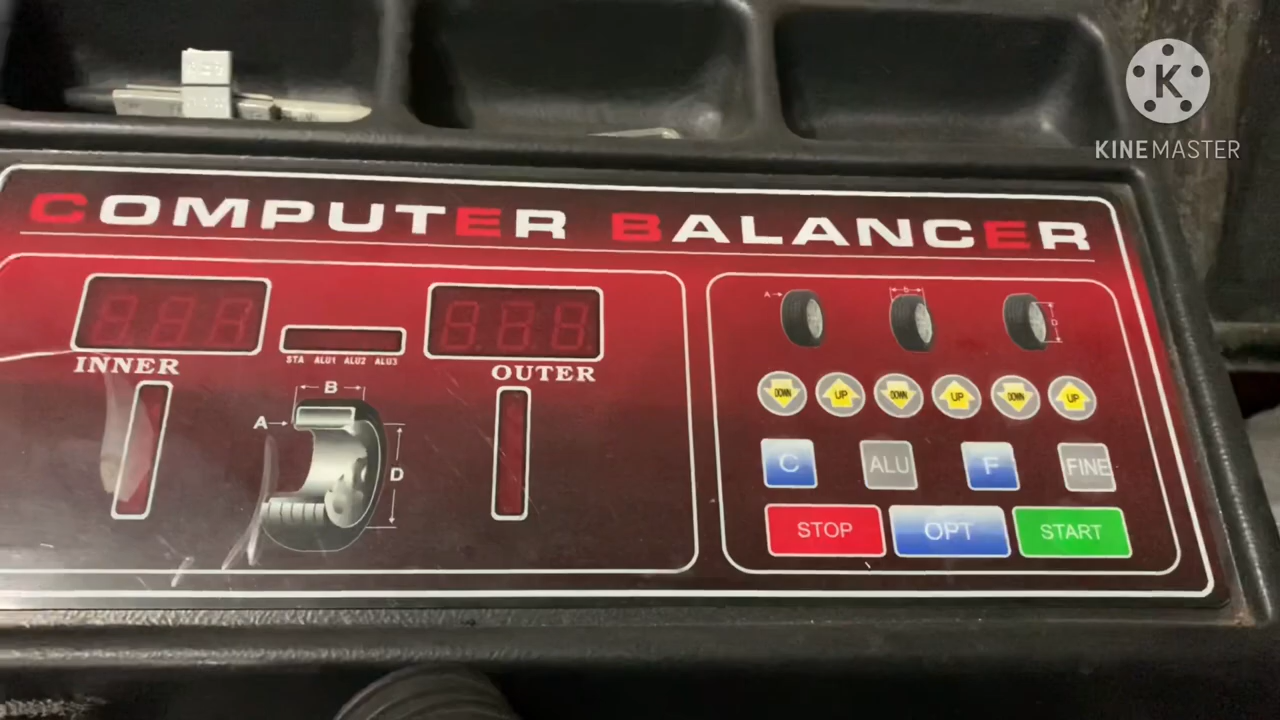 K
KINEMASTER
COMPUTER BALANCER
A
b
D
INNER
STA ALU1 ALU2 ALU3
OUTER
B
A
D
DOWN UP DOWN UP DOWN UP
C ALU F FINE
STOP OPT START